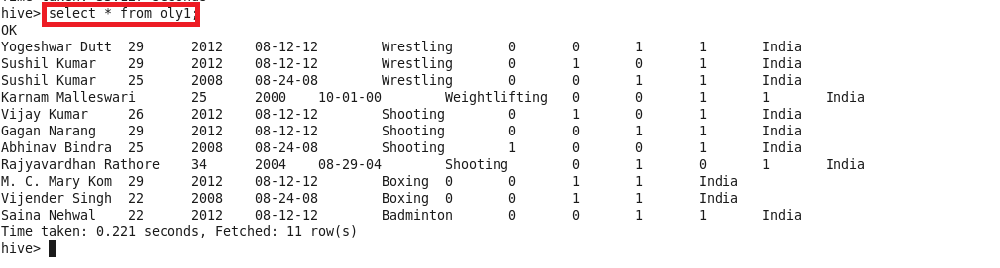 hive> select * from oly1;
OK
Yogeshwar Dutt 29 2012 08-12-12 Wrestling 0 0 1 1 India
Sushil Kumar 29 2012 08-12-12 Wrestling 0 1 0 1 India
Sushil Kumar 25 2008 08-24-08 Wrestling 0 0 1 1 India
Karnam Malleswari 25 2000 10-01-00 Weightlifting 0 0 1 1 India
Vijay Kumar 26 2012 08-12-12 Shooting 0 1 0 1 India
Gagan Narang 29 2012 08-12-12 Shooting 0 0 1 1 India
Abhinav Bindra 25 2008 08-24-08 Shooting 1 0 0 1 India
Rajyavardhan Rathore 34 2004 08-29-04 Shooting 0 1 0 1 India
M. C. Mary Kom 29 2012 08-12-12 Boxing 0 0 1 1 India
Vijender Singh 22 2008 08-24-08 Boxing 0 0 1 1 India
Saina Nehwal 22 2012 08-12-12 Badminton 0 0 1 1 India
Time taken: 0.221 seconds, Fetched: 11 row(s)
hive>